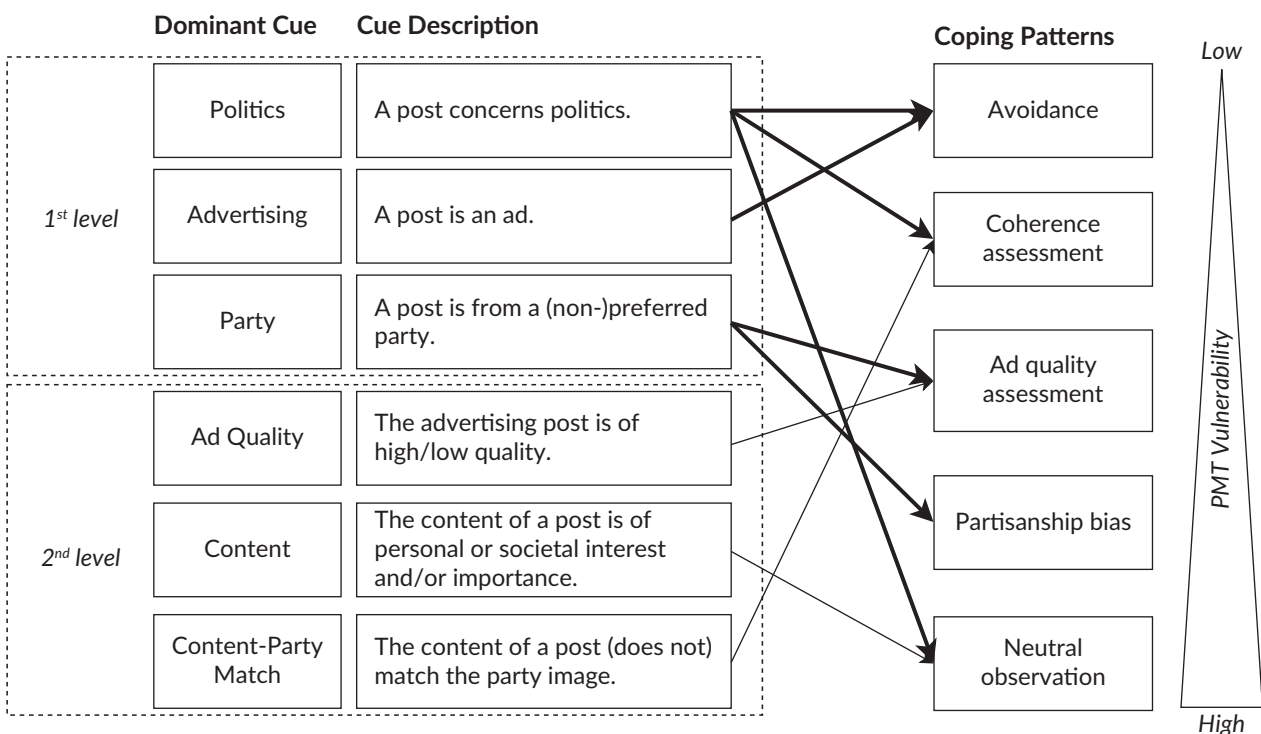 Dominant Cue
Cue Description
Coping Patterns
Low
1st level
Politics
A post concerns politics.
Avoidance
Advertising
A post is an ad.
Coherence
assessment
Party
A post is from a (non-)preferred
party.
Ad quality
assessment
PMT Vulnerability
2nd level
Ad Quality
The advertising post is of
high/low quality.
Partisanship bias
Content
The content of a post is of
personal or societal interest
and/or importance.
Content-Party
Match
The content of a post (does not)
match the party image.
Neutral
observation
High